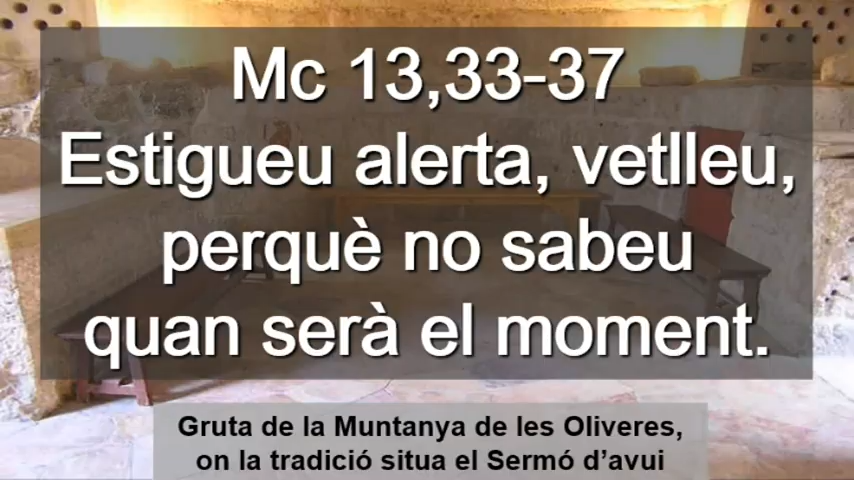 Mc 13,33-37
Estigueu alerta, vetlleu,
perquè no sabeu
quan serà el moment.
Gruta de la Muntanya de les Oliveres,
on la tradició situa el Sermó d’avui